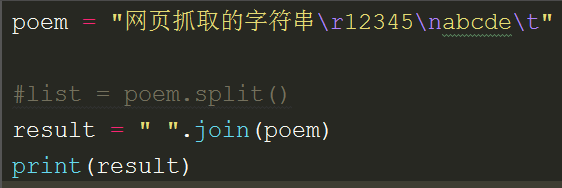 poem = "网页抓取的字符串\r12345\nabcde\t"
#list = poem.split()
result = " ".join(poem)
print(result)